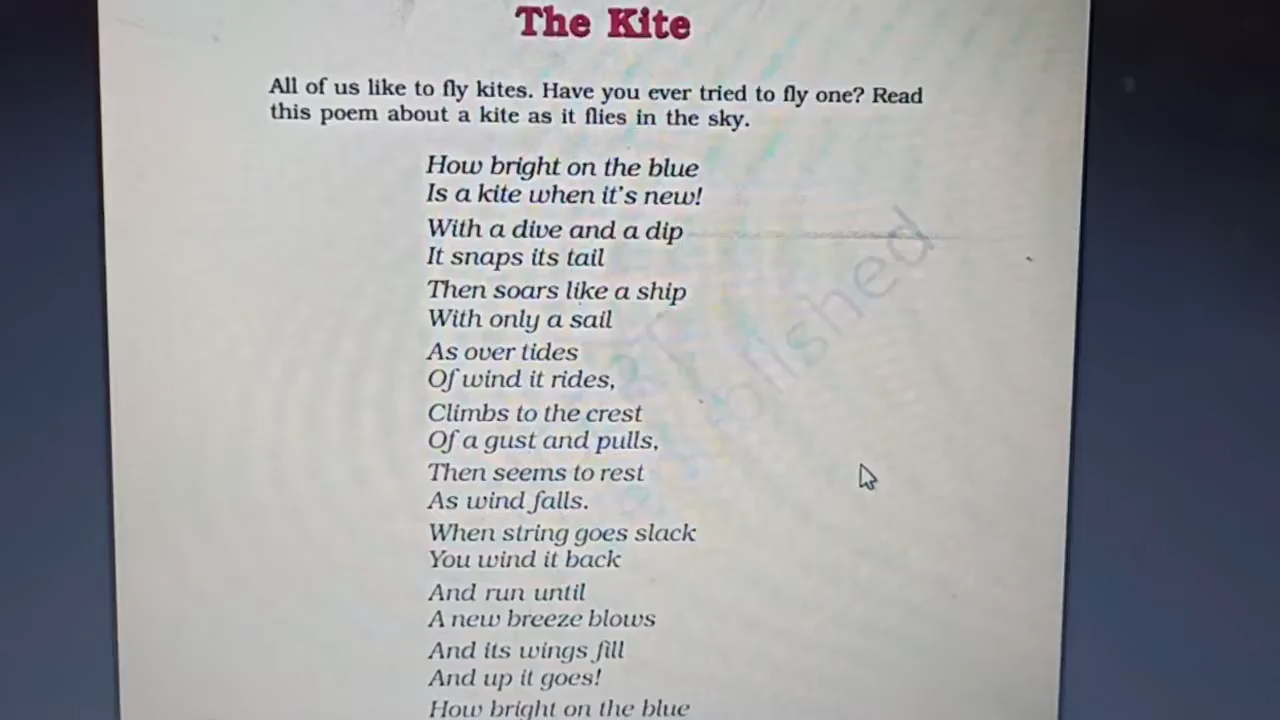 The Kite
All of us like to fly kites. Have you ever tried to fly one? Read
this poem about a kite as it flies in the sky.
How bright on the blue
Is a kite when it's new!
With a dive and a dip
It snaps its tail
Then soars like a ship
With only a sail
As over tides
Of wind it rides,
Climbs to the crest
Of a gust and pulls,
Then seems to rest
As wind falls.
When string goes slack
You wind it back
And run until
A new breeze blows
And its wings fill
And up it goes!
How bright on the blue